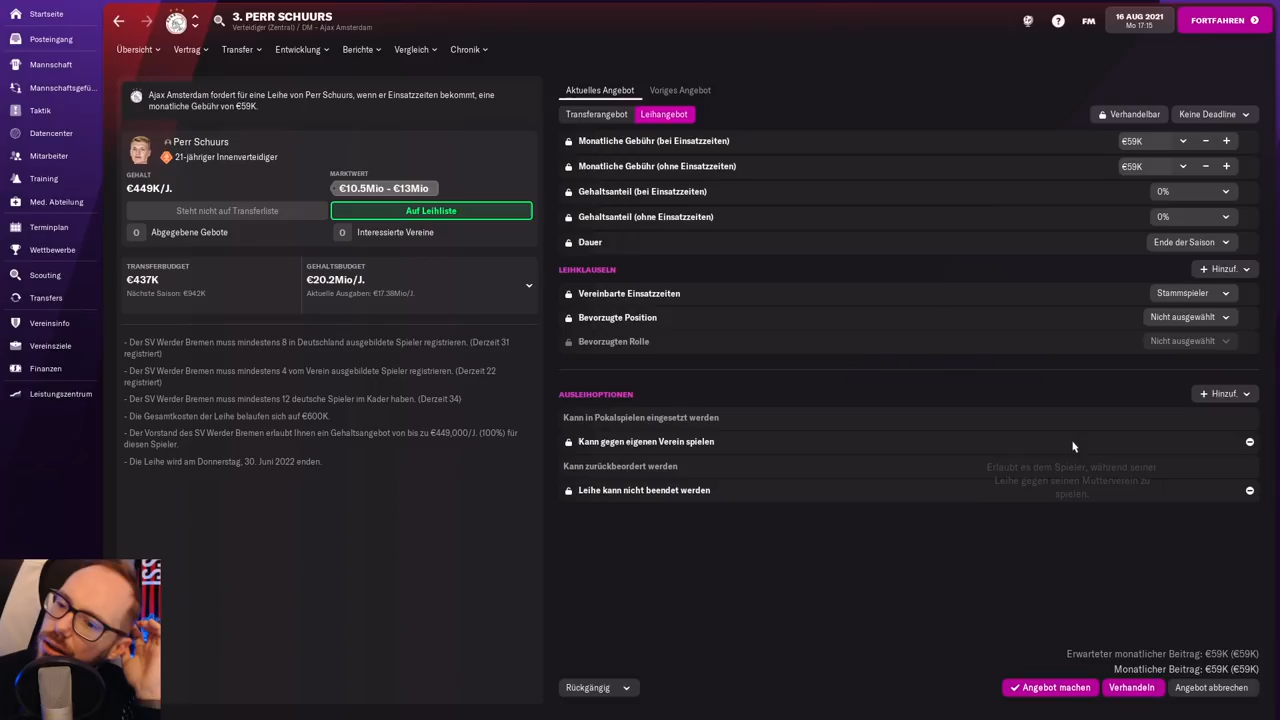 Startseite
Posteingang
Mannschaft
Mannschaftsgefü...
Taktik
Datencenter
Mitarbeiter
Training
Med. Abteilung
Terminplan
Wettbewerbe
Scouting
Transfers
Vereinsinfo
Vereinsziele
Finanzen
Leistungszentrum
3. PERR SCHUURS
Verteidiger (Zentral) / DM - Ajax Amsterdam
FM
16 AUG 2021
Mo 17:15
FORTFAHREN
Übersicht
Vertrag
Transfer
Entwicklung
Berichte
Vergleich
Chronik
Ajax Amsterdam fordert für eine Leihe von Perr Schuurs, wenn er Einsatzzeiten bekommt, eine
monatliche Gebühr von €59K.
Perr Schuurs
21-jähriger Innenverteidiger
GEHALT
MARKTWERT
€449K/J.
€10.5Mio - €13Mio
Steht nicht auf Transferliste
Auf Leihliste
0 Abgegebene Gebote
0 Interessierte Vereine
TRANSFERBUDGET
GEHALTSBUDGET
€437K
€20.2Mio/J.
Nächste Saison: €942K
Aktuelle Ausgaben: €17.38Mio/J.
- Der SV Werder Bremen muss mindestens 8 in Deutschland ausgebildete Spieler registrieren. (Derzeit 31
registriert)
- Der SV Werder Bremen muss mindestens 4 vom Verein ausgebildete Spieler registrieren. (Derzeit 22
registriert)
- Der SV Werder Bremen muss mindestens 12 deutsche Spieler im Kader haben. (Derzeit 34)
- Die Gesamtkosten der Leihe belaufen sich auf €600K.
- Der Vorstand des SV Werder Bremen erlaubt Ihnen ein Gehaltsangebot von bis zu €449,000/J. (100%) für
diesen Spieler.
- Die Leihe wird am Donnerstag, 30. Juni 2022 enden.
Aktuelles Angebot
Voriges Angebot
Transferangebot
Leihangebot
Verhandelbar
Keine Deadline
Monatliche Gebühr (bei Einsatzzeiten)
€59K
Monatliche Gebühr (ohne Einsatzzeiten)
€59K
Gehaltsanteil (bei Einsatzzeiten)
0%
Gehaltsanteil (ohne Einsatzzeiten)
0%
Dauer
Ende der Saison
LEIHKLAUSELN
Hinzuf.
Vereinbarte Einsatzzeiten
Stammspieler
Bevorzugte Position
Nicht ausgewählt
Bevorzugten Rolle
Nicht ausgewählt
AUSLEIHOPTIONEN
Hinzuf.
Kann in Pokalspielen eingesetzt werden
Kann gegen eigenen Verein spielen
Kann zurückbeordert werden
Erlaubt es dem Spieler, während seiner
Leihe gegen seinen Mutterverein zu
spielen.
Leihe kann nicht beendet werden
Erwarteter monatlicher Beitrag: €59K (€59K)
Monatlicher Beitrag: €59K (€59K)
Rückgängig
Angebot machen
Verhandeln
Angebot abbrechen